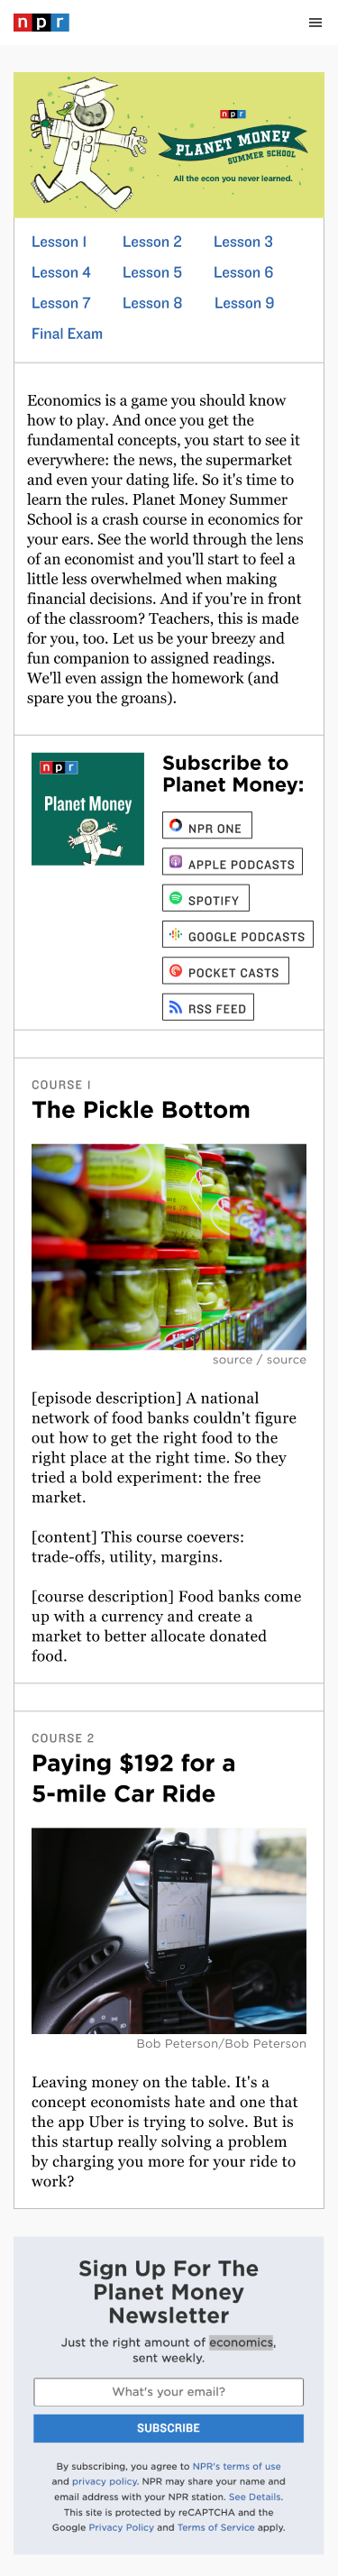 npr
npr
PLANET MONEY
SUMMER SCHOOL
All the econ you never learned.
Lesson 1 Lesson 2 Lesson 3
Lesson 4 Lesson 5 Lesson 6
Lesson 7 Lesson 8 Lesson 9
Final Exam
Economics is a game you should know
how to play. And once you get the
fundamental concepts, you start to see it
everywhere: the news, the supermarket
and even your dating life. So it's time to
learn the rules. Planet Money Summer
School is a crash course in economics for
your ears. See the world through the lens
of an economist and you'll start to feel a
little less overwhelmed when making
financial decisions. And if you're in front
of the classroom? Teachers, this is made
for you, too. Let us be your breezy and
fun companion to assigned readings.
We'll even assign the homework (and
spare you the groans).
npr
Planet Money
Subscribe to
Planet Money:
NPR ONE
APPLE PODCASTS
SPOTIFY
GOOGLE PODCASTS
POCKET CASTS
RSS FEED
COURSE 1
The Pickle Bottom
source / source
[episode description] A national
network of food banks couldn't figure
out how to get the right food to the
right place at the right time. So they
tried a bold experiment: the free
market.
[content] This course coevers:
trade-offs, utility, margins.
[course description] Food banks come
up with a currency and create a
market to better allocate donated
food.
COURSE 2
Paying $192 for a
5-mile Car Ride
Bob Peterson/Bob Peterson
Leaving money on the table. It's a
concept economists hate and one that
the app Uber is trying to solve. But is
this startup really solving a problem
by charging you more for your ride to
work?
Sign Up For The
Planet Money
Newsletter
Just the right amount of economics,
sent weekly.
What's your email?
SUBSCRIBE
By subscribing, you agree to NPR's terms of use
and privacy policy. NPR may share your name and
email address with your NPR station. See Details.
This site is protected by reCAPTCHA and the
Google Privacy Policy and Terms of Service apply.